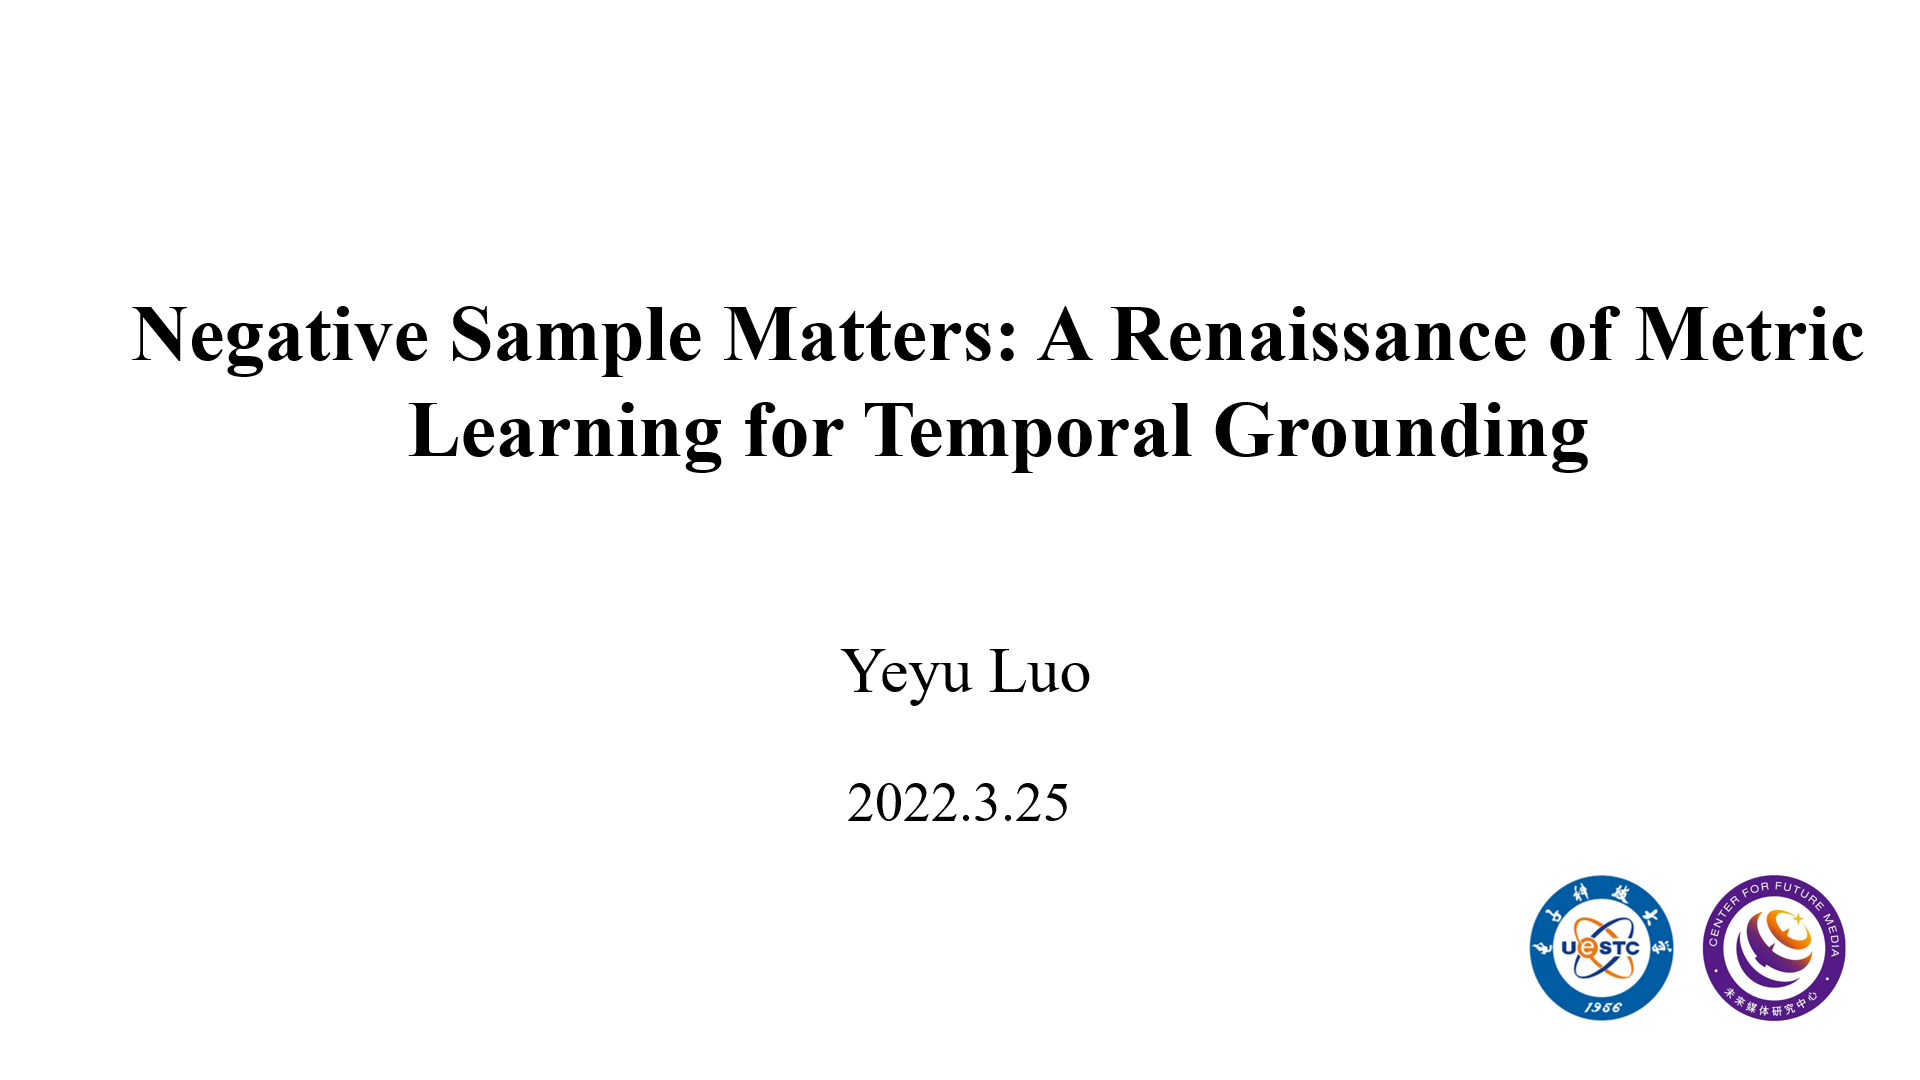 Negative Sample Matters: A Renaissance of Metric
Learning for Temporal Grounding
Yeyu Luo
2022.3.25
电子科技大学
UeSTC
1956
CENTER FOR FUTURE MEDIA
未来媒体研究中心